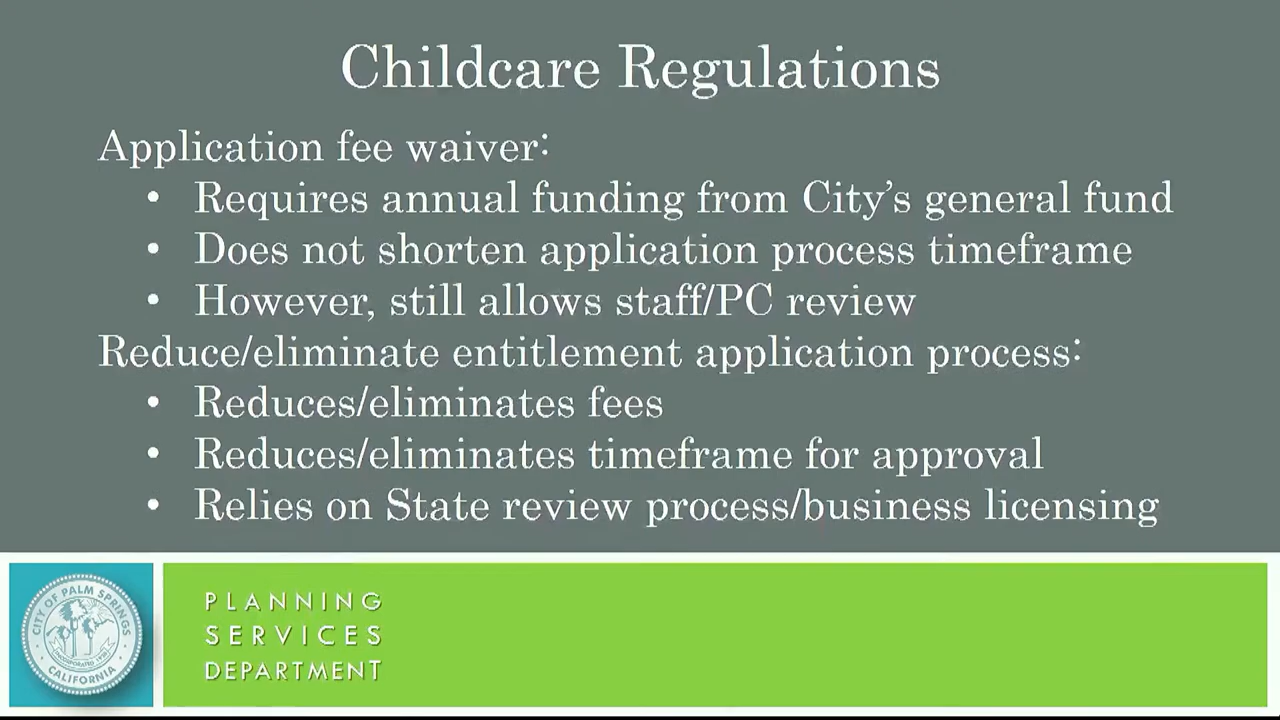 Childcare Regulations
Application fee waiver:
• Requires annual funding from City's general fund
• Does not shorten application process timeframe
• However, still allows staff/PC review
Reduce/eliminate entitlement application process:
• Reduces/eliminates fees
• Reduces/eliminates timeframe for approval
• Relies on State review process/business licensing
CITY OF PALM SPRINGS
CALIFORNIA
PLANNING
SERVICES
DEPARTMENT